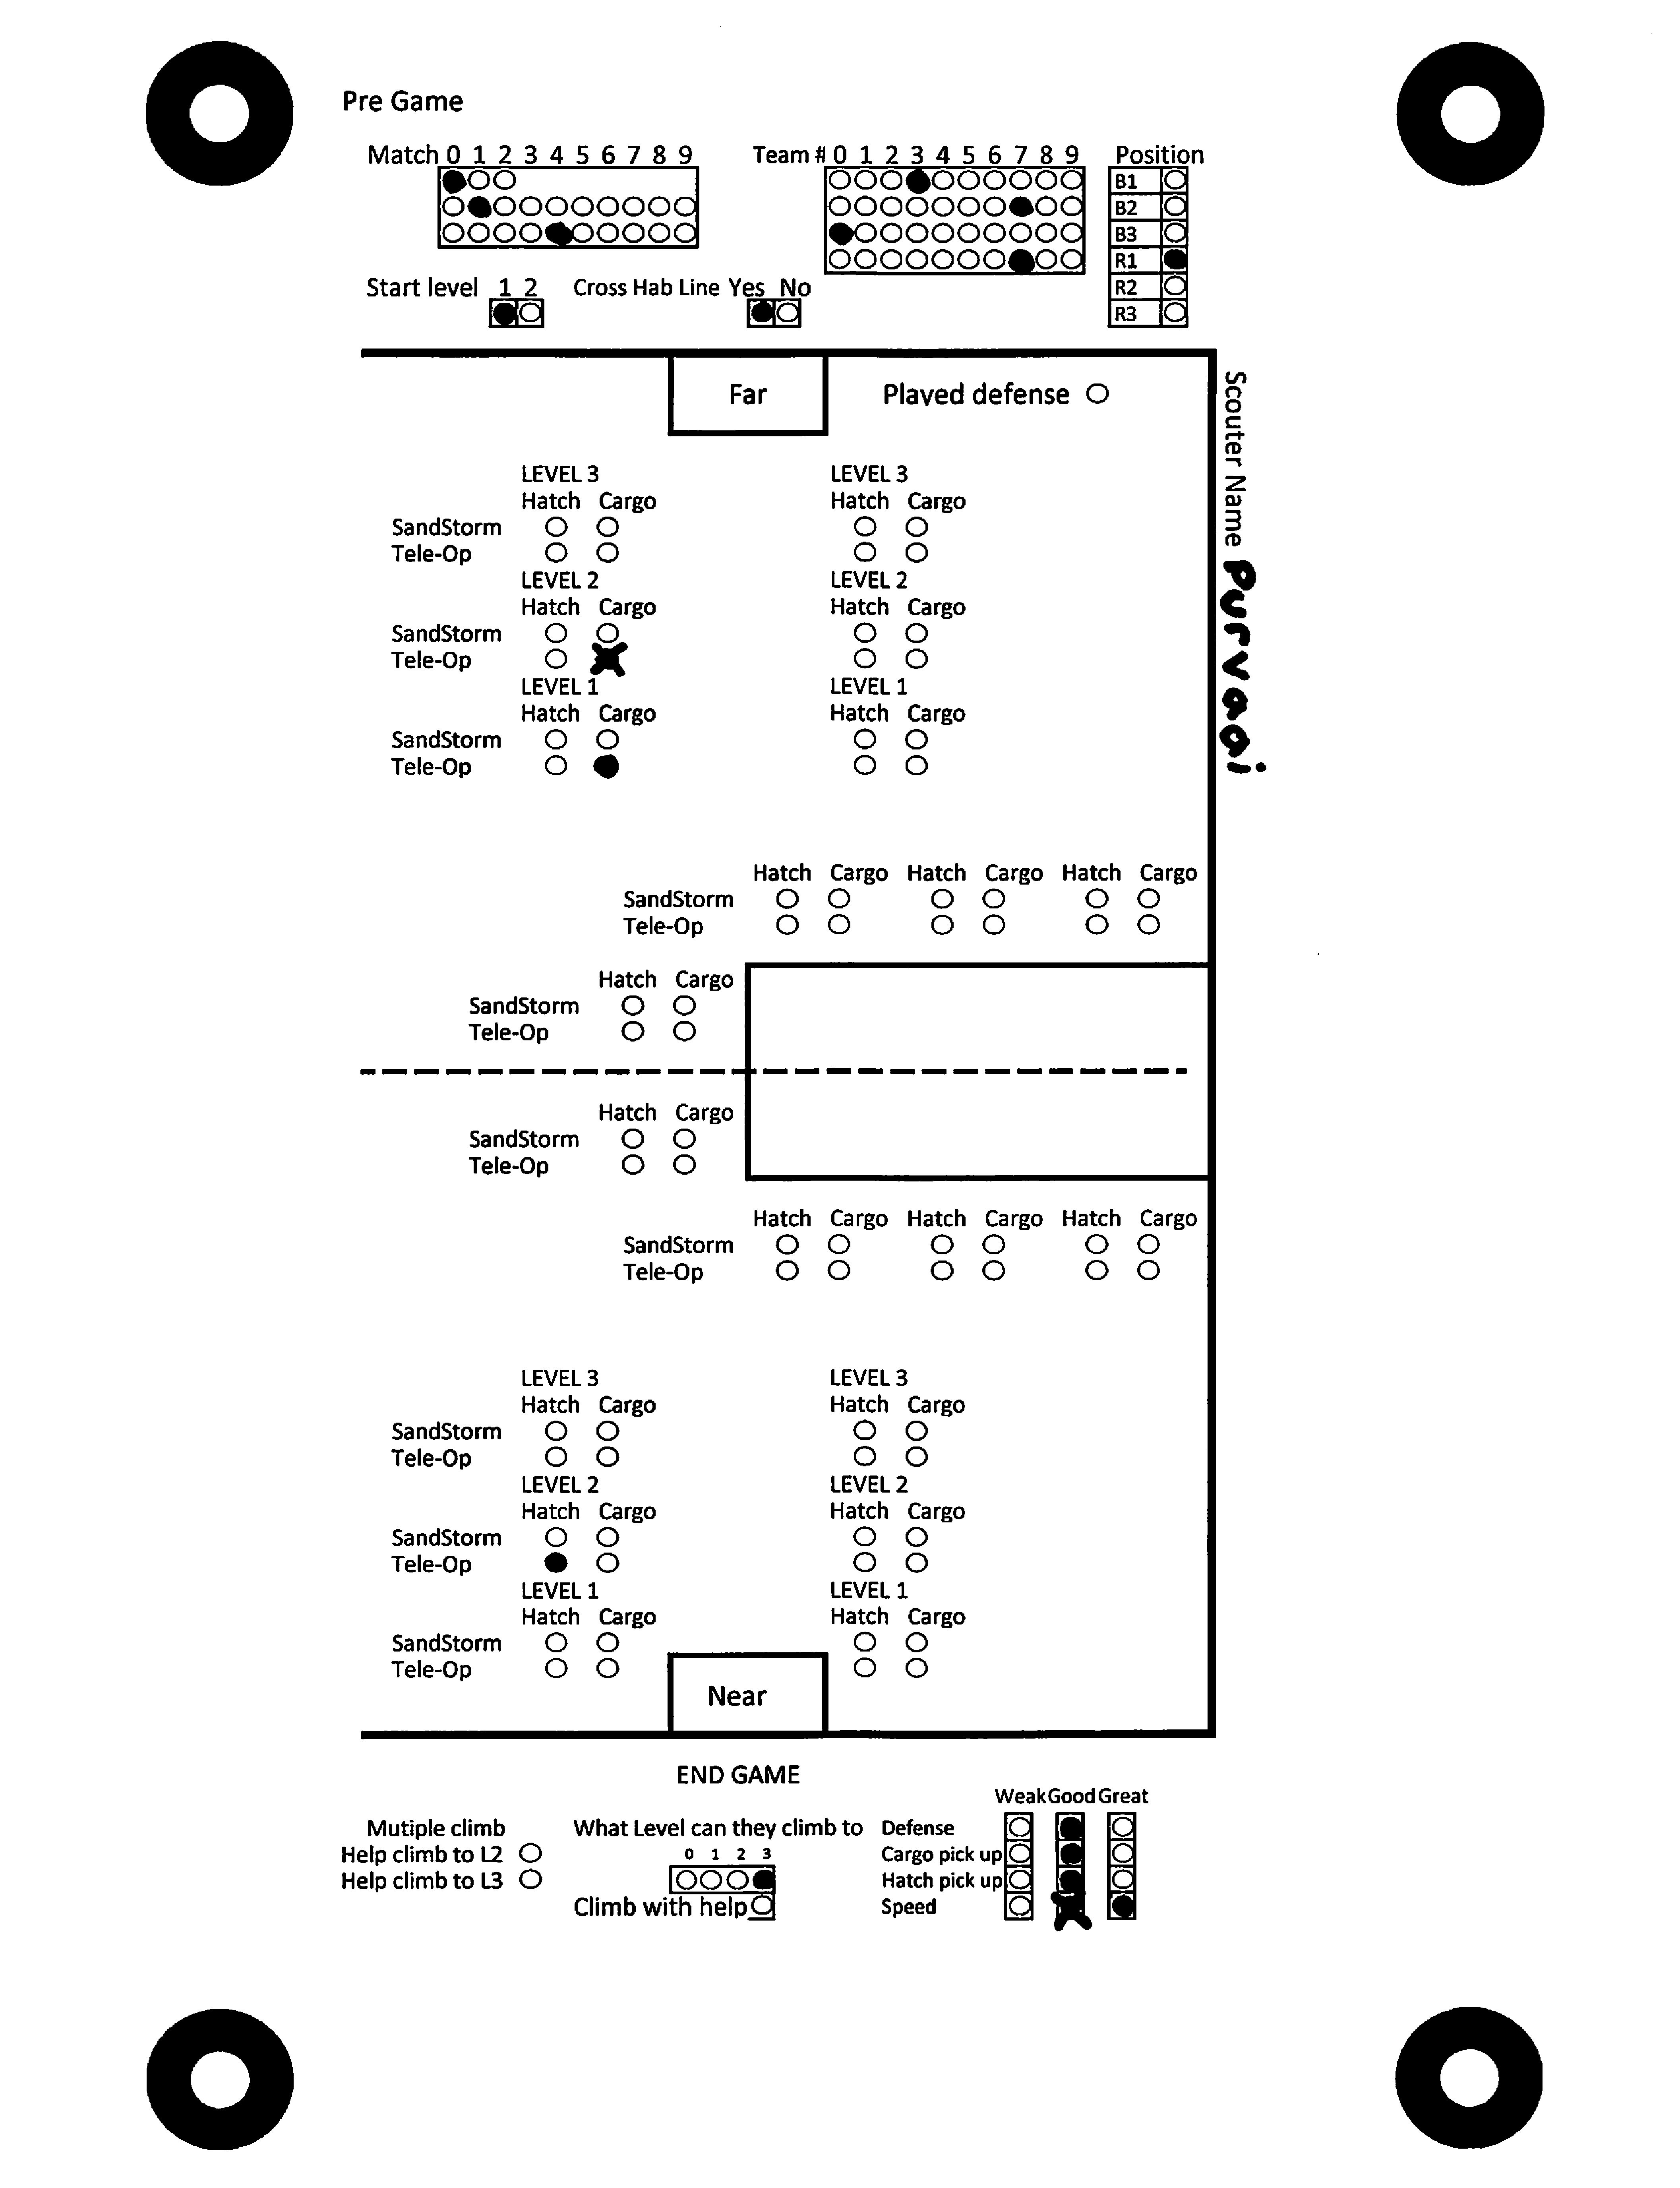 Pre Game
Match 0 1 2 3 4 5 6 7 8 9
Team # 0 1 2 3 4 5 6 7 8 9
Position
B1
B2
B3
R1
R2
R3
Start level 1 2
Cross Hab Line Yes No
Far
Played defense
Scouter Name Purvaai
LEVEL 3 LEVEL 3
Hatch Cargo Hatch Cargo
SandStorm
Tele-Op
LEVEL 2 LEVEL 2
Hatch Cargo Hatch Cargo
SandStorm
Tele-Op
LEVEL 1 LEVEL 1
Hatch Cargo Hatch Cargo
SandStorm
Tele-Op
Hatch Cargo Hatch Cargo Hatch Cargo
SandStorm
Tele-Op
Hatch Cargo
SandStorm
Tele-Op
Hatch Cargo
SandStorm
Tele-Op
Hatch Cargo Hatch Cargo Hatch Cargo
SandStorm
Tele-Op
LEVEL 3 LEVEL 3
Hatch Cargo Hatch Cargo
SandStorm
Tele-Op
LEVEL 2 LEVEL 2
Hatch Cargo Hatch Cargo
SandStorm
Tele-Op
LEVEL 1 LEVEL 1
Hatch Cargo Hatch Cargo
SandStorm
Tele-Op
Near
END GAME
Mutiple climb
Help climb to L2
Help climb to L3
What Level can they climb to
0 1 2 3
Climb with help
Weak Good Great
Defense
Cargo pick up
Hatch pick up
Speed